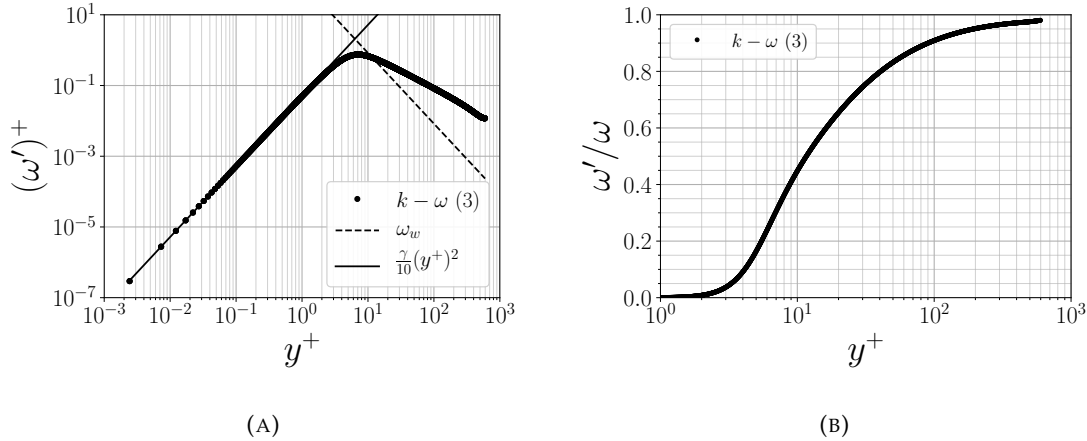 10^1
10^{-1}
10^{-3}
10^{-5}
10^{-7}
(ω′)^+
k − ω (3)
ω_w
γ/10 (y^+)^2
10^{-3} 10^{-2} 10^{-1} 10^0 10^1 10^2 10^3
y^+
(A)
1.0
0.8
0.6
0.4
0.2
0.0
ω′/ω
k − ω (3)
10^0 10^1 10^2 10^3
y^+
(B)